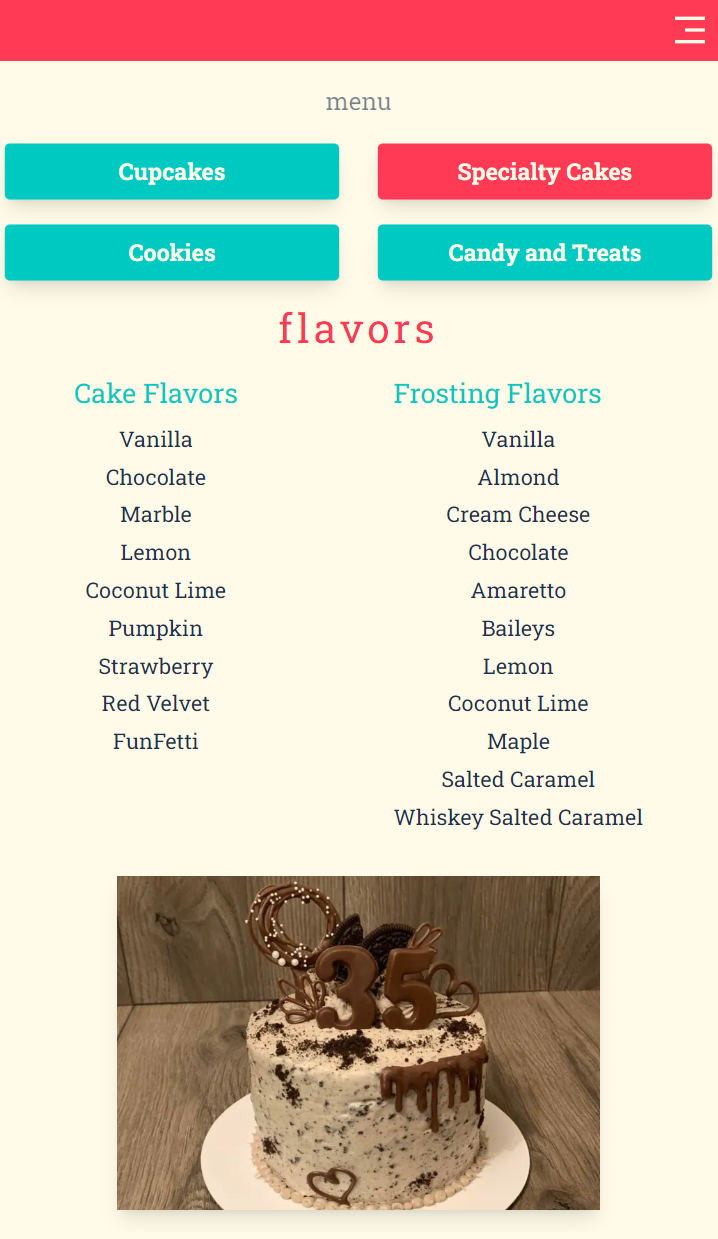 menu
Cupcakes
Specialty Cakes
Cookies
Candy and Treats
flavors
Cake Flavors
Vanilla
Chocolate
Marble
Lemon
Coconut Lime
Pumpkin
Strawberry
Red Velvet
FunFetti
Frosting Flavors
Vanilla
Almond
Cream Cheese
Chocolate
Amaretto
Baileys
Lemon
Coconut Lime
Maple
Salted Caramel
Whiskey Salted Caramel
35